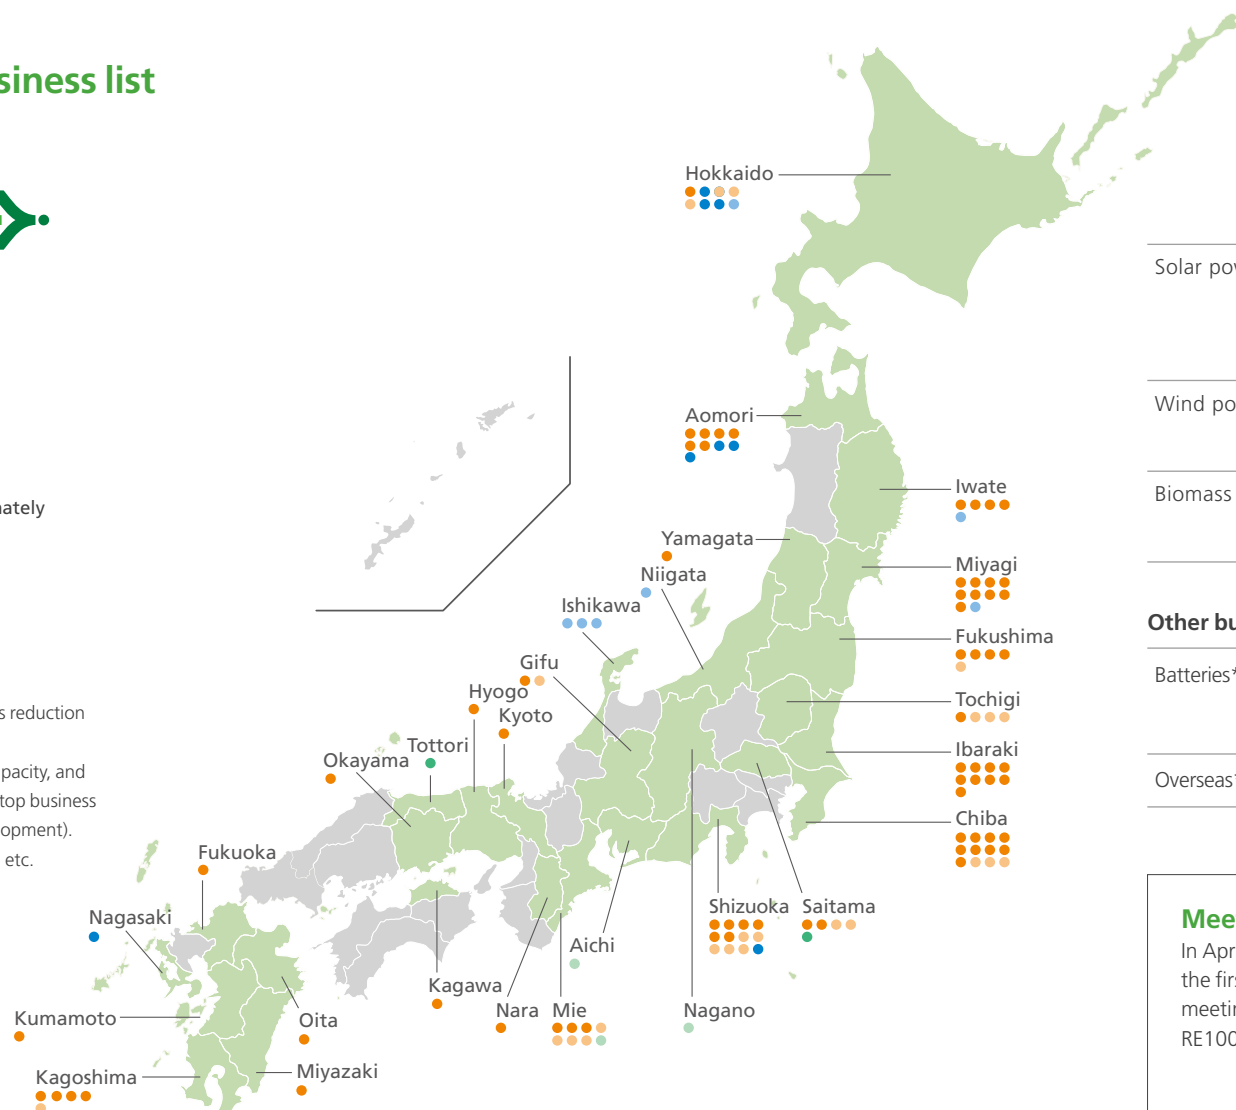 siness list
nately
s reduction
pacity, and
top business
opment).
etc.
Hokkaido
Aomori
Iwate
Yamagata
Miyagi
Niigata
Ishikawa
Fukushima
Gifu
Hyogo
Tochigi
Kyoto
Tottori
Ibaraki
Okayama
Chiba
Fukuoka
Shizuoka
Saitama
Nagasaki
Aichi
Kagawa
Nara
Mie
Nagano
Kumamoto
Oita
Kagoshima
Miyazaki
Solar pow
Wind po
Biomass
Other bu
Batteries*
Overseas*
Mee
In Apr
the firs
meetin
RE100